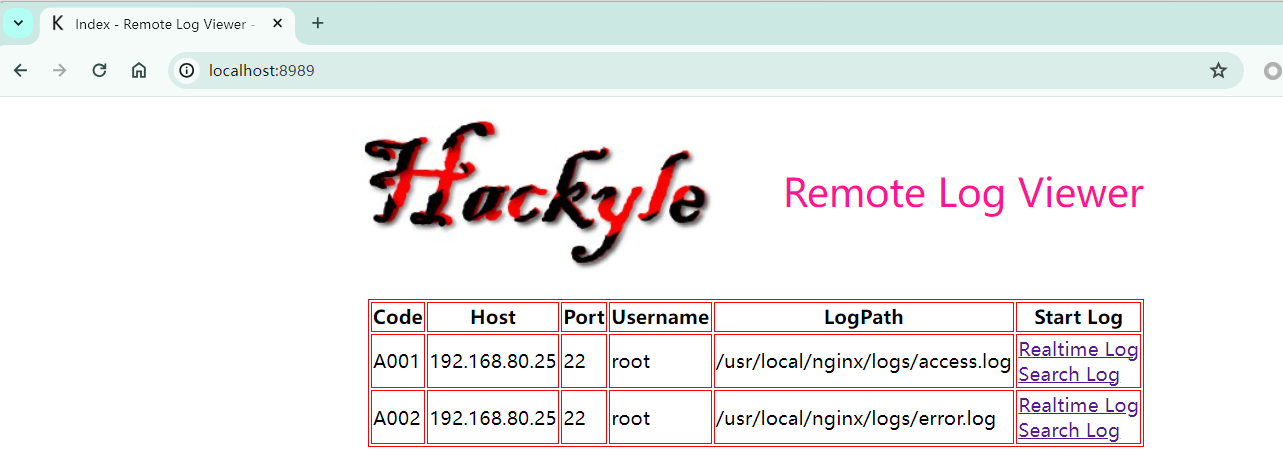 Index - Remote Log Viewer -
localhost:8989
Hackyle
Remote Log Viewer
Code Host Port Username LogPath Start Log
A001 192.168.80.25 22 root /usr/local/nginx/logs/access.log Realtime Log
Search Log
A002 192.168.80.25 22 root /usr/local/nginx/logs/error.log Realtime Log
Search Log